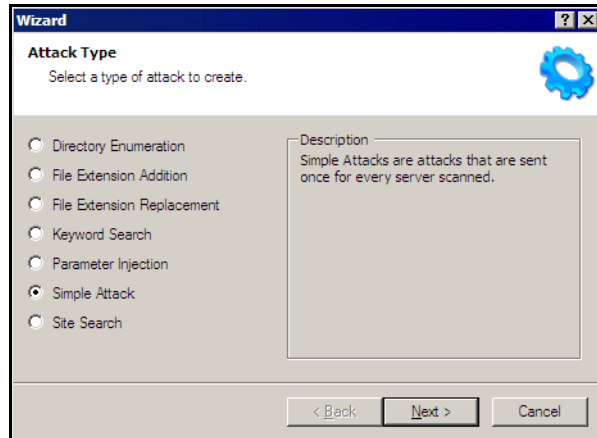 Wizard
Attack Type
Select a type of attack to create.
Directory Enumeration
File Extension Addition
File Extension Replacement
Keyword Search
Parameter Injection
Simple Attack
Site Search
Description
Simple Attacks are attacks that are sent
once for every server scanned.
< Back Next > Cancel